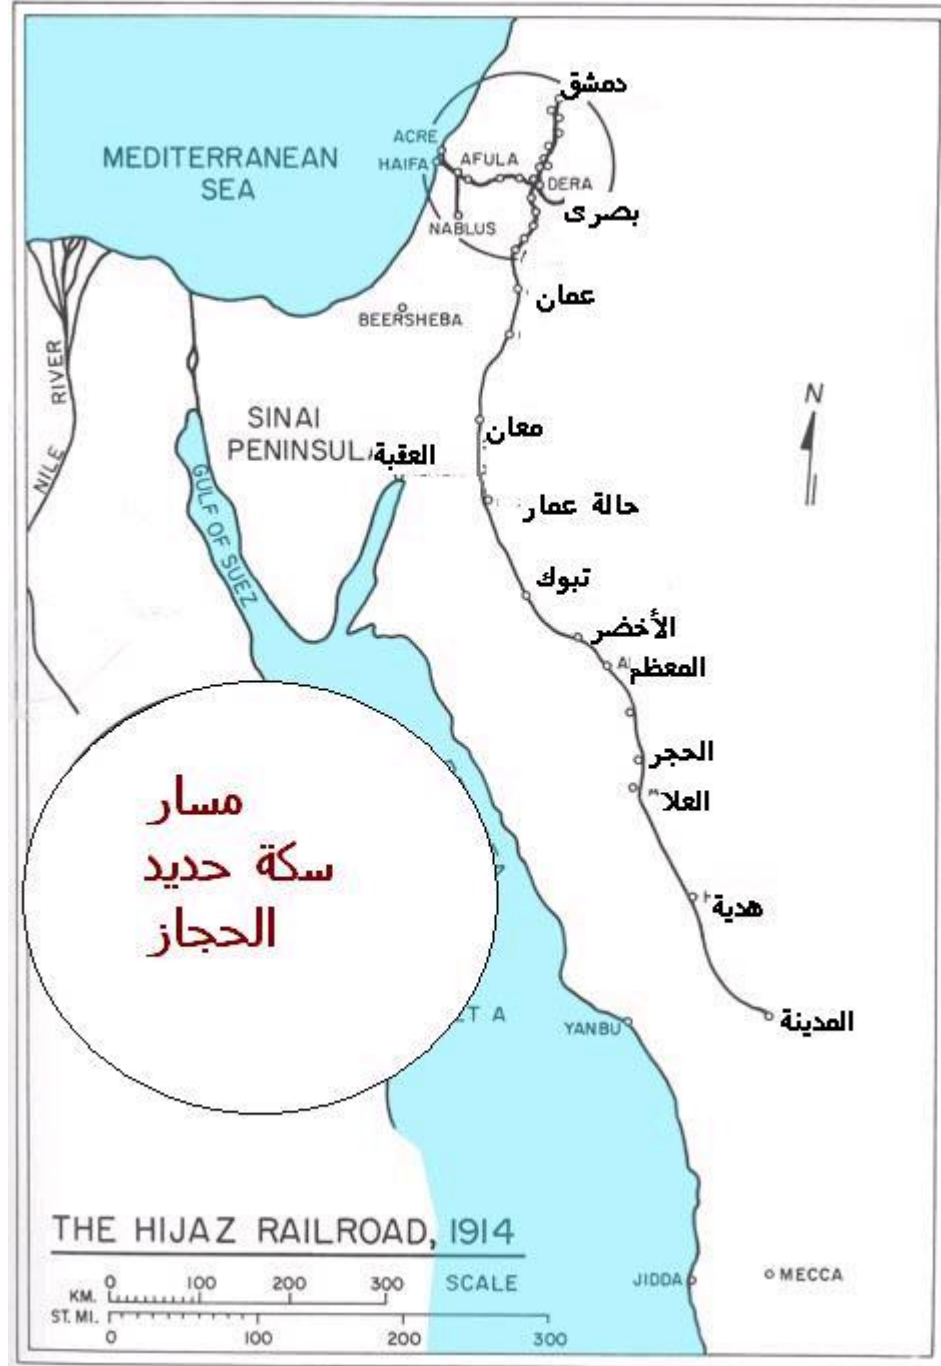 دمشق
ACRE
HAIFA
AFULA
MEDITERRANEAN
SEA
DERA
بصرى
NABLUS
عمان
BEERSHEBA
NILE RIVER
N
SINAI
PENINSUL
معان
العقبة
GULF OF SUEZ
حالة عمار
تبوك
الأخضر
المعظم
الحجر
العلا
مسار
سكة حديد
الحجاز
هدية
YANBU
المدينة
THE HIJAZ RAILROAD, 1914
KM. 0 100 200 300 SCALE
ST. MI. 0 100 200 300
JIDDA
MECCA